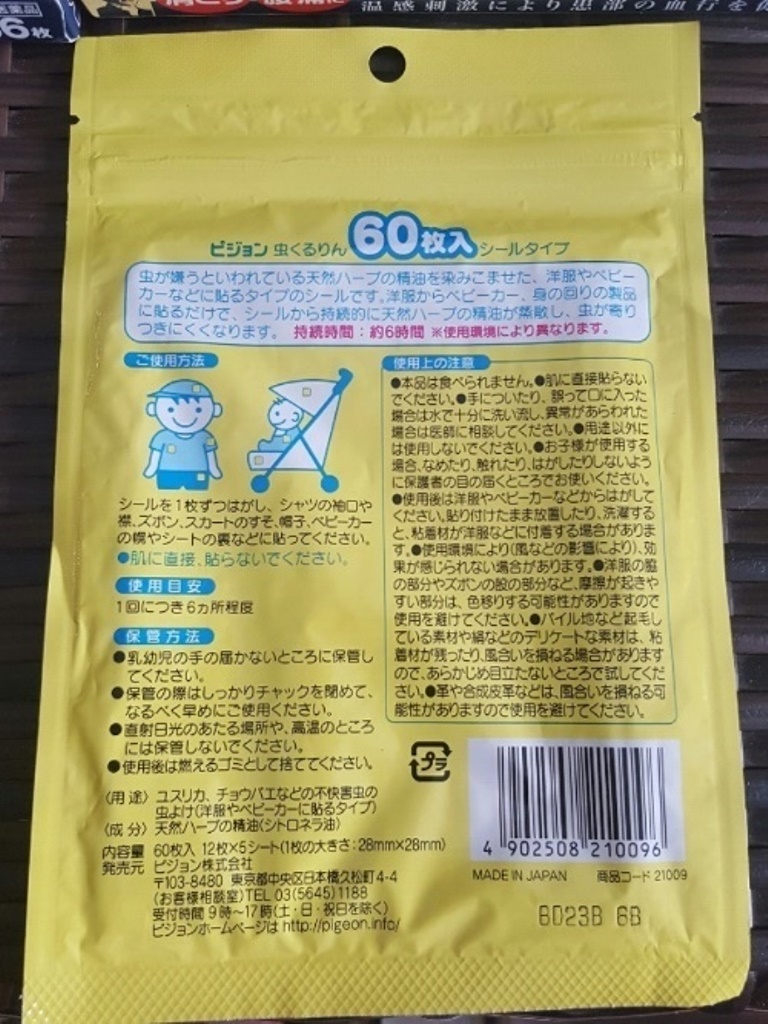 医薬品
6枚
温感刺激により患部の血行を
ピジョン 虫くるりん 60枚入 シールタイプ
虫が嫌うといわれている天然ハーブの精油を染みこませた、洋服やベビー
カーなどに貼るタイプのシールです。洋服からベビーカー、身の回りの製品
に貼るだけで、シールから持続的に天然ハーブの精油が蒸散し、虫が寄り
つきにくくなります。 持続時間：約6時間 ※使用環境により異なります。
ご使用方法
シールを1枚ずつはがし、シャツの袖口や
襟、ズボン、スカートのすそ、帽子、ベビーカー
の幌やシートの裏などに貼ってください。
●肌に直接、貼らないでください。
使用目安
1回につき6ヵ所程度
保管方法
●乳幼児の手の届かないところに保管し
てください。
●保管の際はしっかりチャックを閉めて、
なるべく早めにご使用ください。
●直射日光のあたる場所や、高温のところ
には保管しないでください。
●使用後は燃えるゴミとして捨ててください。
使用上の注意
●本品は食べられません。●肌に直接貼らない
でください。●手についたり、誤って口に入った
場合は水で十分に洗い流し、異常があらわれた
場合は医師に相談してください。●用途以外に
は使用しないでください。●お子様が使用する
場合、なめたり、触れたり、はがしたりしないよう
に保護者の目の届くところでお使いください。
●使用後は洋服やベビーカーなどからはがして
ください。貼り付けたまま放置したり、洗濯する
と、粘着材が洋服などに付着する場合がありま
す。●使用環境により(風などの影響により)、効
果が感じられない場合があります。●洋服の脇
の部分やズボンの股の部分など、摩擦が起きや
すい部分は、色移りする可能性がありますので
使用を避けてください。●パイル地など起毛し
ている素材や絹などのデリケートな素材は、粘
着材が残ったり、風合いを損ねる場合があります
ので、あらかじめ目立たないところで試してくだ
さい。●革や合成皮革などは、風合いを損ねる可
能性がありますので使用を避けてください。
〈用 途〉 ユスリカ、チョウバエなどの不快害虫の
虫よけ(洋服やベビーカーに貼るタイプ)
〈成 分〉 天然ハーブの精油(シトロネラ油)
内容量 60枚入 12枚×5シート(1枚の大きさ：28mm×28mm)
発売元 ピジョン株式会社
〒103-8480 東京都中央区日本橋久松町4-4
(お客様相談室)TEL 03(5645)1188
受付時間 9時〜17時(土・日・祝日を除く)
ピジョンホームページは http://pigeon.info/
プラ
4 902508 210096
MADE IN JAPAN 商品コード 21009
8D23B 6B